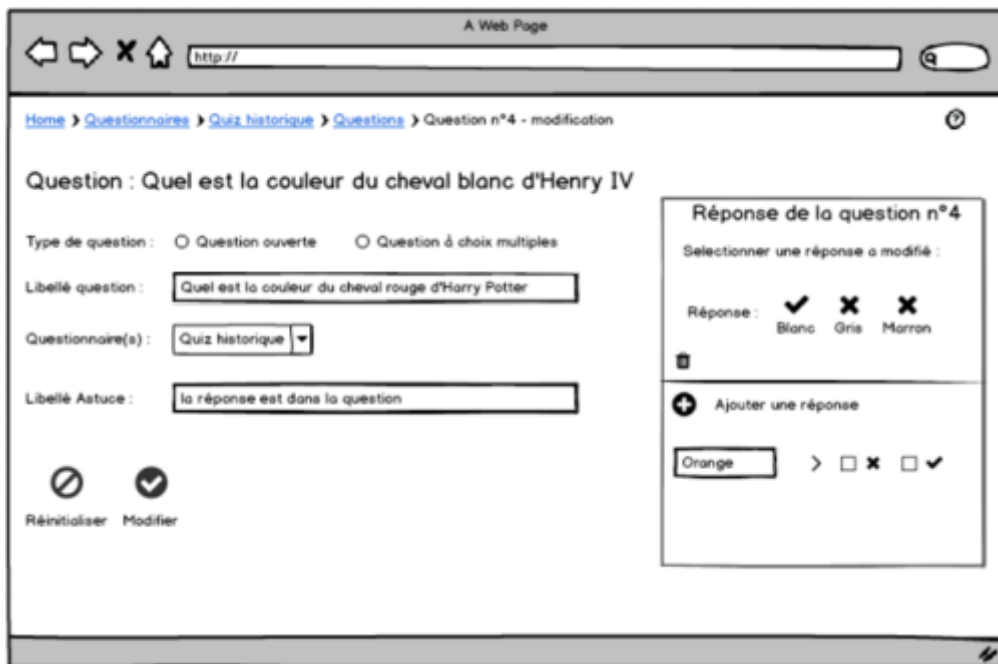 A Web Page
http://
Home > Questionnaires > Quiz historique > Questions > Question n°4 - modification
Question : Quel est la couleur du cheval blanc d'Henry IV
Type de question : Question ouverte Question à choix multiples
Libellé question : Quel est la couleur du cheval rouge d'Harry Potter
Questionnaire(s) : Quiz historique
Libellé Astuce : la réponse est dans la question
Réinitialiser Modifier
Réponse de la question n°4
Selectionner une réponse a modifié :
Réponse : Blanc Gris Marron
Ajouter une réponse
Orange >